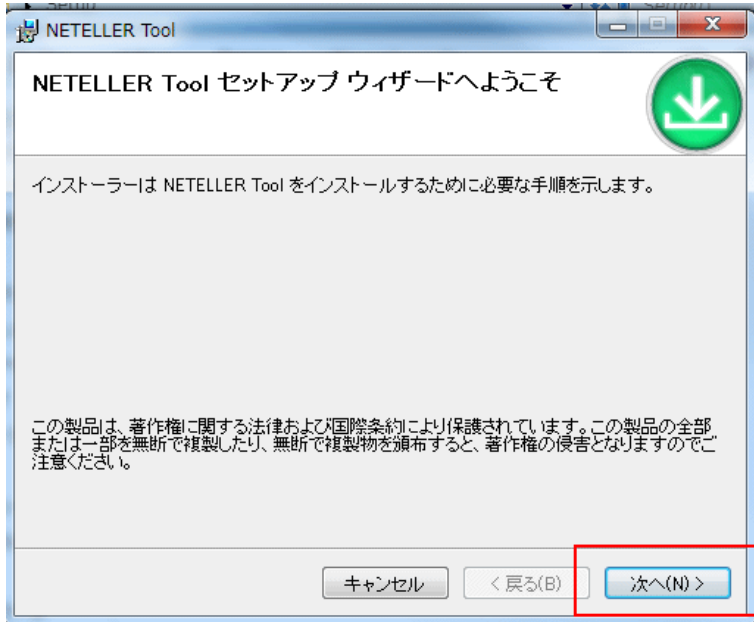 NETELLER Tool
NETELLER Tool セットアップ ウィザードへようこそ
インストーラーは NETELLER Tool をインストールするために必要な手順を示します。
この製品は、著作権に関する法律および国際条約により保護されています。この製品の全部
または一部を無断で複製したり、無断で複製物を頒布すると、著作権の侵害となりますのでご
注意ください。
キャンセル
< 戻る(B)
次へ(N) >